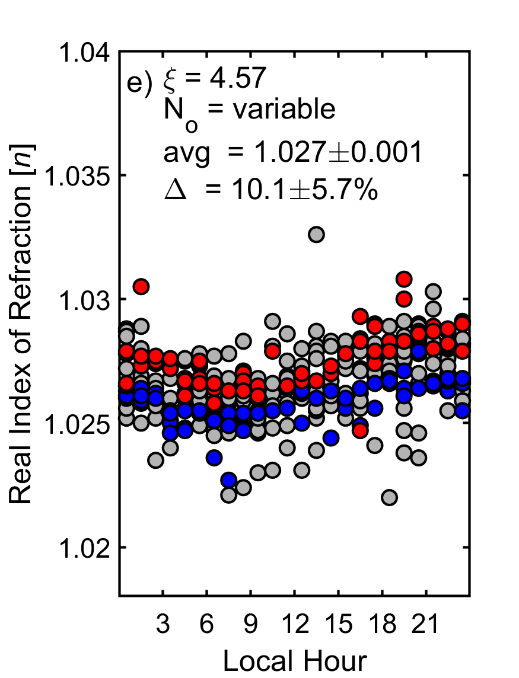 1.04
e) ξ = 4.57
N_o = variable
avg = 1.027±0.001
Δ = 10.1±5.7%
1.035
1.03
1.025
1.02
Real Index of Refraction [n]
3 6 9 12 15 18 21
Local Hour